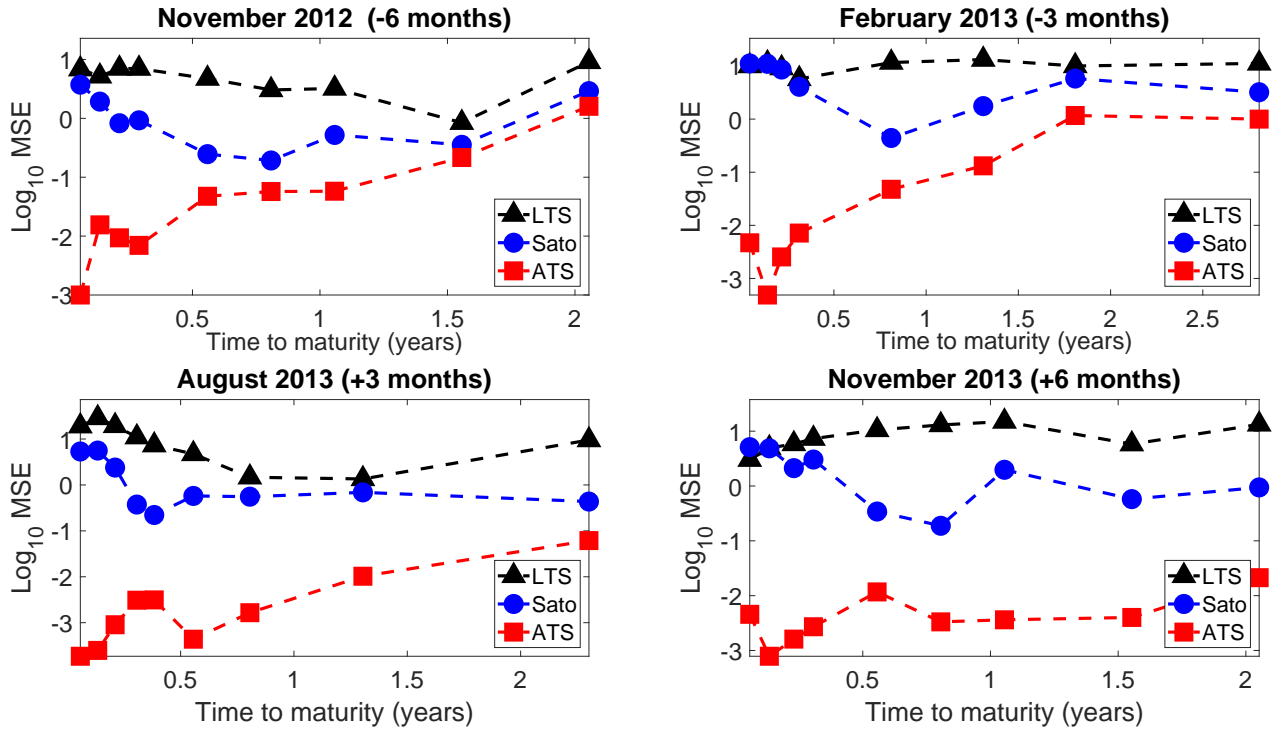 November 2012 (-6 months)
Log10 MSE
1
0
-1
-2
-3
LTS
Sato
ATS
0.5
1
1.5
2
Time to maturity (years)
February 2013 (-3 months)
Log10 MSE
1
0
-1
-2
-3
LTS
Sato
ATS
0.5
1
1.5
2
2.5
Time to maturity (years)
August 2013 (+3 months)
Log10 MSE
1
0
-1
-2
-3
LTS
Sato
ATS
0.5
1
1.5
2
Time to maturity (years)
November 2013 (+6 months)
Log10 MSE
1
0
-1
-2
-3
LTS
Sato
ATS
0.5
1
1.5
2
Time to maturity (years)